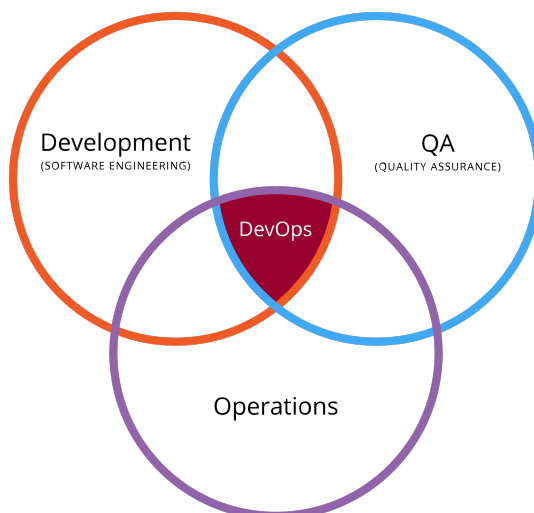 Development
(SOFTWARE ENGINEERING)
QA
(QUALITY ASSURANCE)
DevOps
Operations